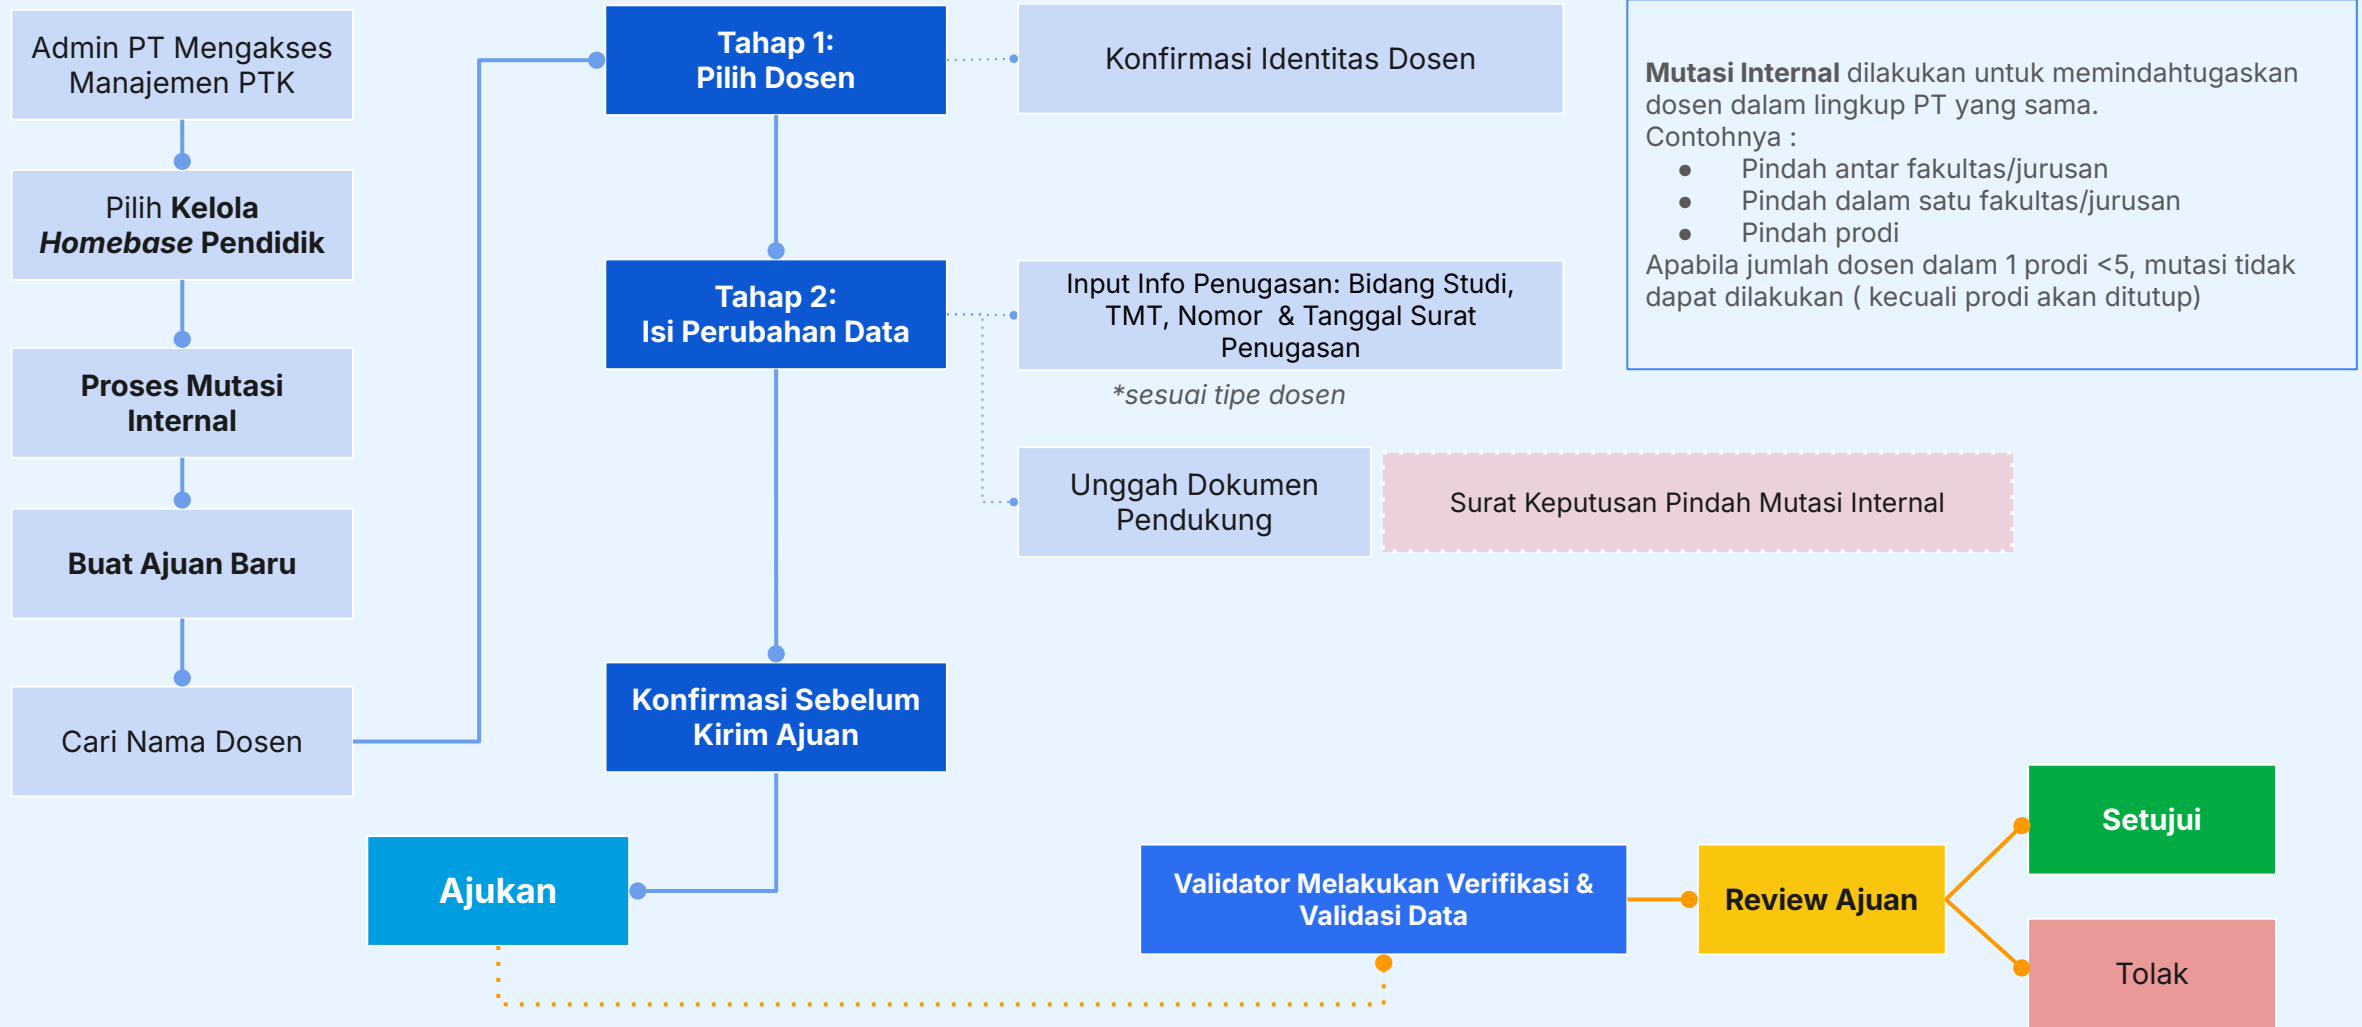 Admin PT Mengakses
Manajemen PTK
Pilih Kelola
Homebase Pendidik
Proses Mutasi
Internal
Buat Ajuan Baru
Cari Nama Dosen
Tahap 1:
Pilih Dosen
Konfirmasi Identitas Dosen
Tahap 2:
Isi Perubahan Data
Input Info Penugasan: Bidang Studi,
TMT, Nomor & Tanggal Surat
Penugasan
*sesuai tipe dosen
Unggah Dokumen
Pendukung
Surat Keputusan Pindah Mutasi Internal
Konfirmasi Sebelum
Kirim Ajuan
Ajukan
Validator Melakukan Verifikasi &
Validasi Data
Review Ajuan
Setujui
Tolak
Mutasi Internal dilakukan untuk memindahtugaskan
dosen dalam lingkup PT yang sama.
Contohnya :
● Pindah antar fakultas/jurusan
● Pindah dalam satu fakultas/jurusan
● Pindah prodi
Apabila jumlah dosen dalam 1 prodi <5, mutasi tidak
dapat dilakukan ( kecuali prodi akan ditutup)